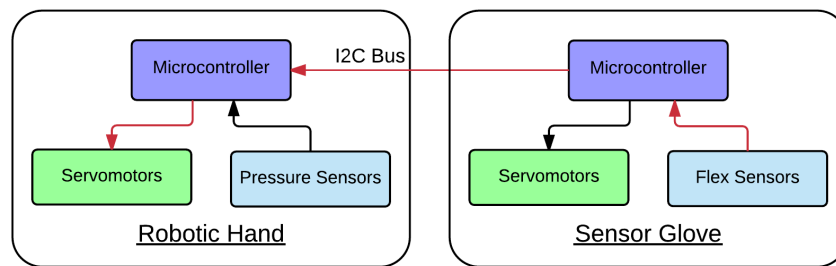 I2C Bus
Microcontroller
Servomotors
Pressure Sensors
Robotic Hand
Microcontroller
Servomotors
Flex Sensors
Sensor Glove